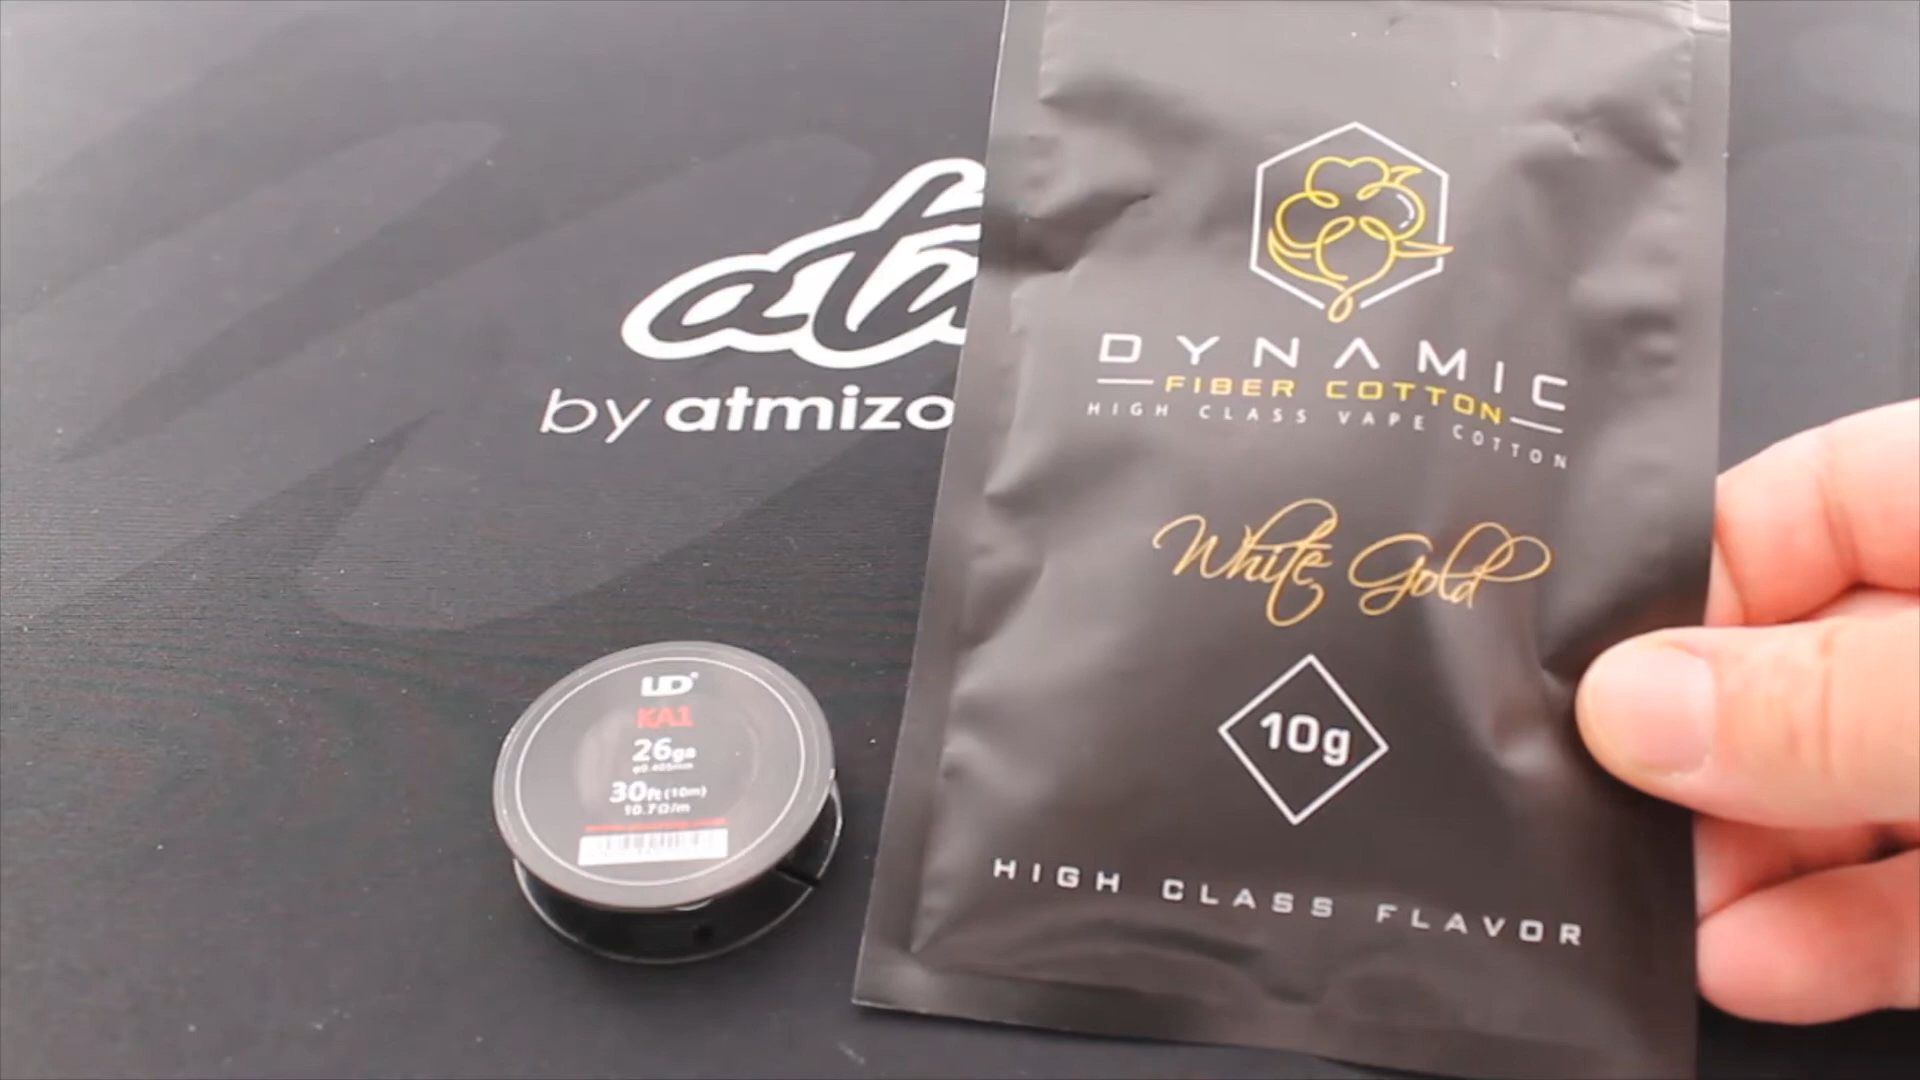 by atmizo
DYNAMIC
FIBER COTTON
HIGH CLASS VAPE COTTON
White Gold
10g
HIGH CLASS FLAVOR
UD
KA1
26ga
30ft (10m)
10.7Ω/m